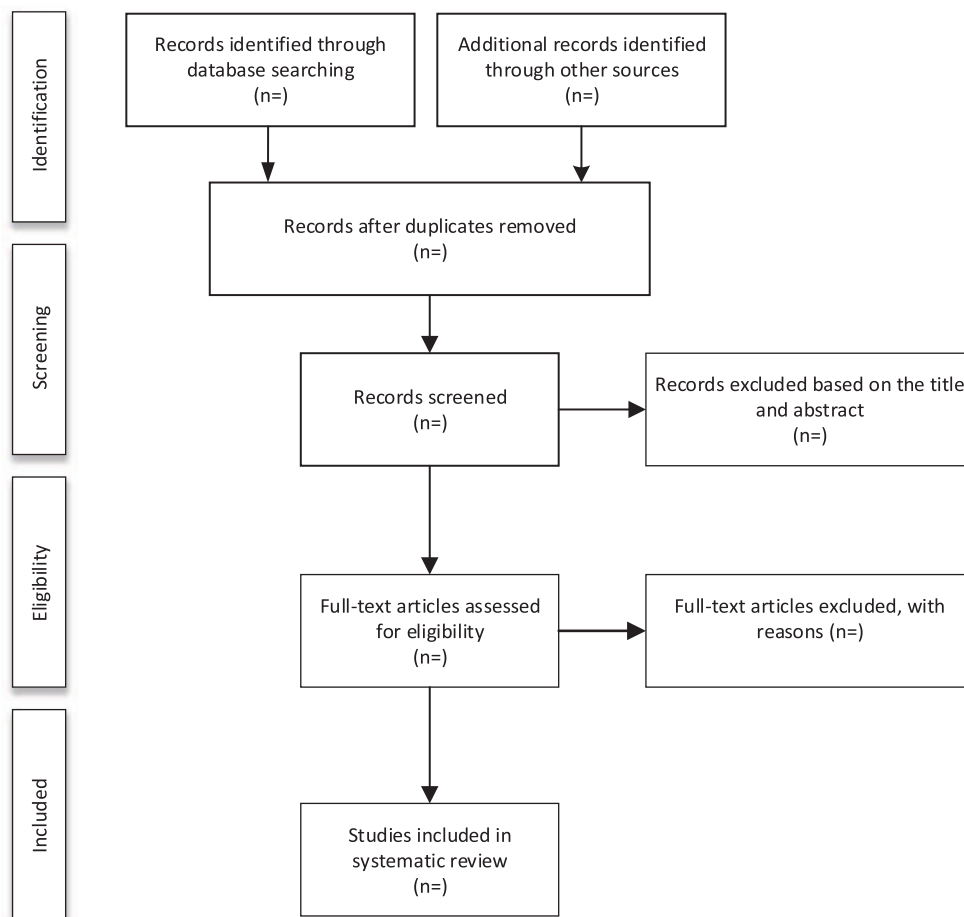 Identification
Records identified through
database searching
(n=)
Additional records identified
through other sources
(n=)
Records after duplicates removed
(n=)
Screening
Records screened
(n=)
Records excluded based on the title
and abstract
(n=)
Eligibility
Full-text articles assessed
for eligibility
(n=)
Full-text articles excluded, with
reasons (n=)
Included
Studies included in
systematic review
(n=)